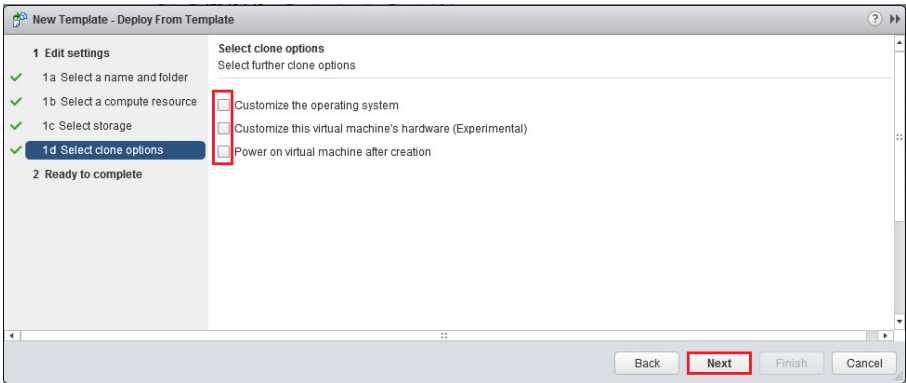 New Template - Deploy From Template
1 Edit settings
1a Select a name and folder
1b Select a compute resource
1c Select storage
1d Select clone options
2 Ready to complete
Select clone options
Select further clone options
Customize the operating system
Customize this virtual machine's hardware (Experimental)
Power on virtual machine after creation
Back Next Finish Cancel